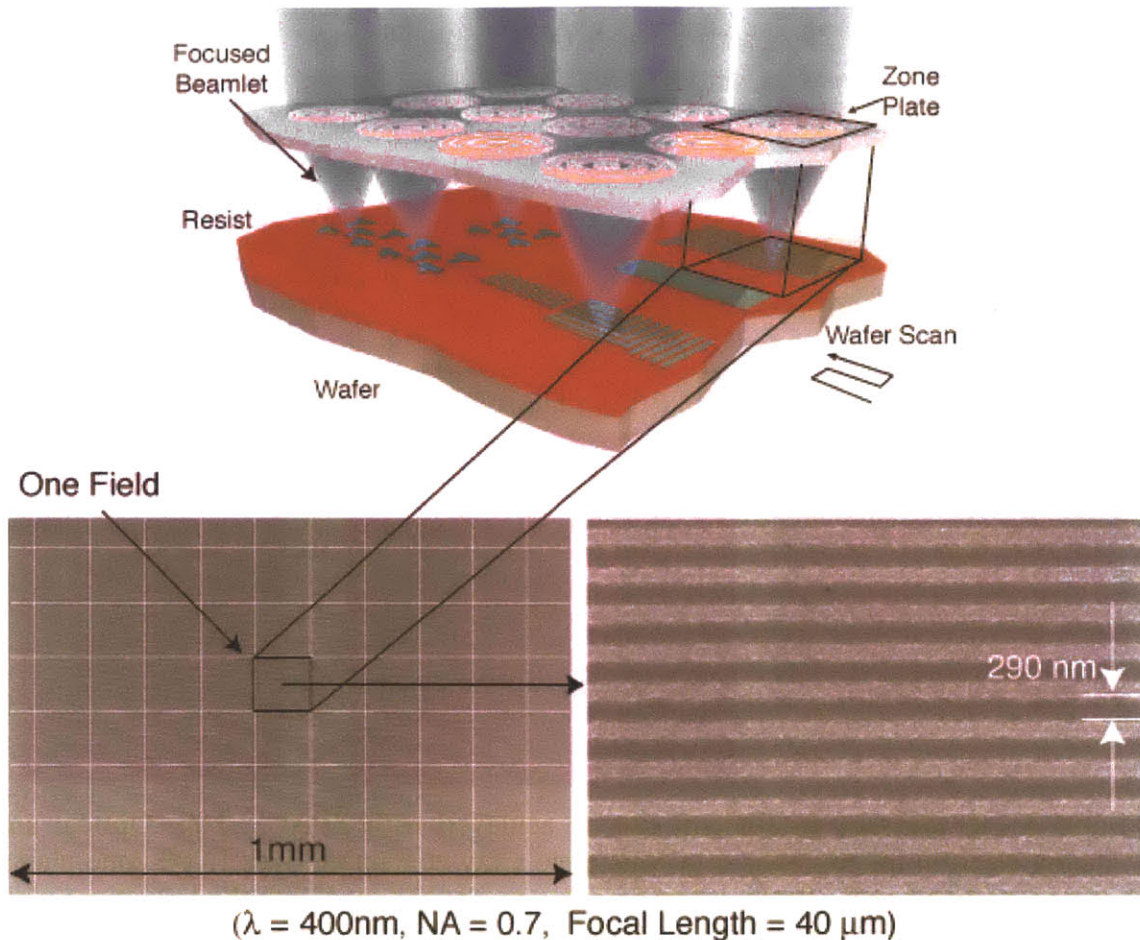 Focused
Beamlet
Zone
Plate
Resist
Wafer Scan
Wafer
One Field
290 nm
1mm
(λ = 400nm, NA = 0.7, Focal Length = 40 μm)